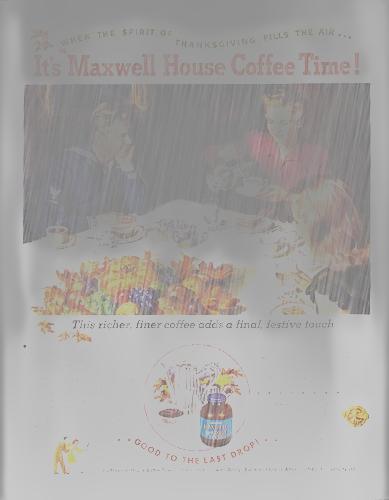 WHEN THE SPIRIT OF THANKSGIVING FILLS THE AIR...
It's Maxwell House Coffee Time!
This richer, finer coffee adds a final, festive touch
GOOD TO THE LAST DROP!